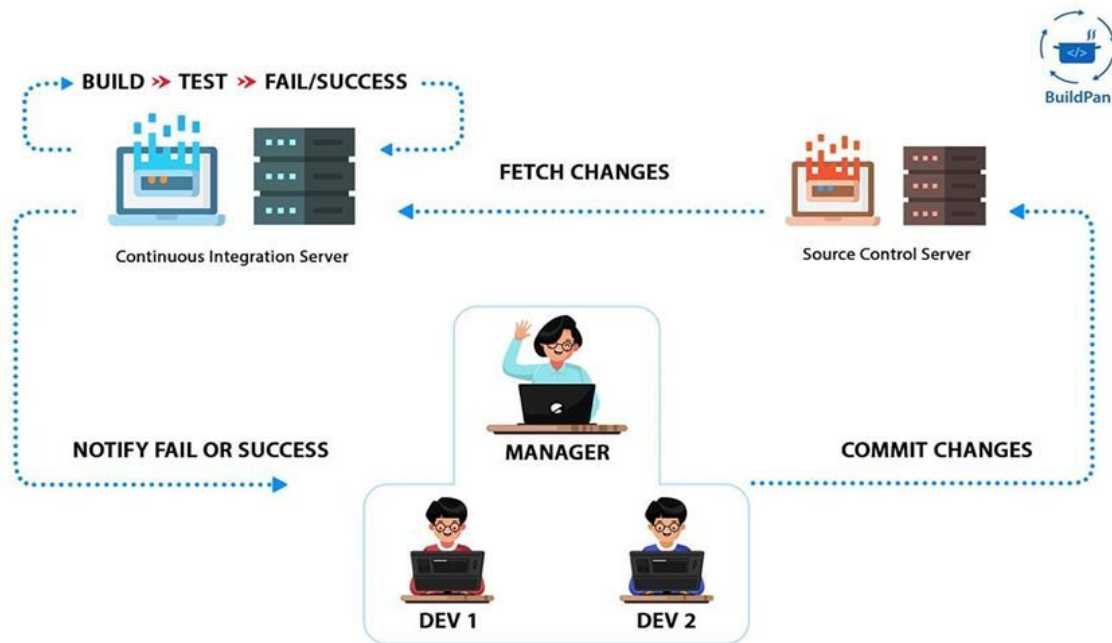 </>
BuildPan
BUILD >> TEST >> FAIL/SUCCESS
FETCH CHANGES
Continuous Integration Server
Source Control Server
MANAGER
NOTIFY FAIL OR SUCCESS
COMMIT CHANGES
DEV 1
DEV 2